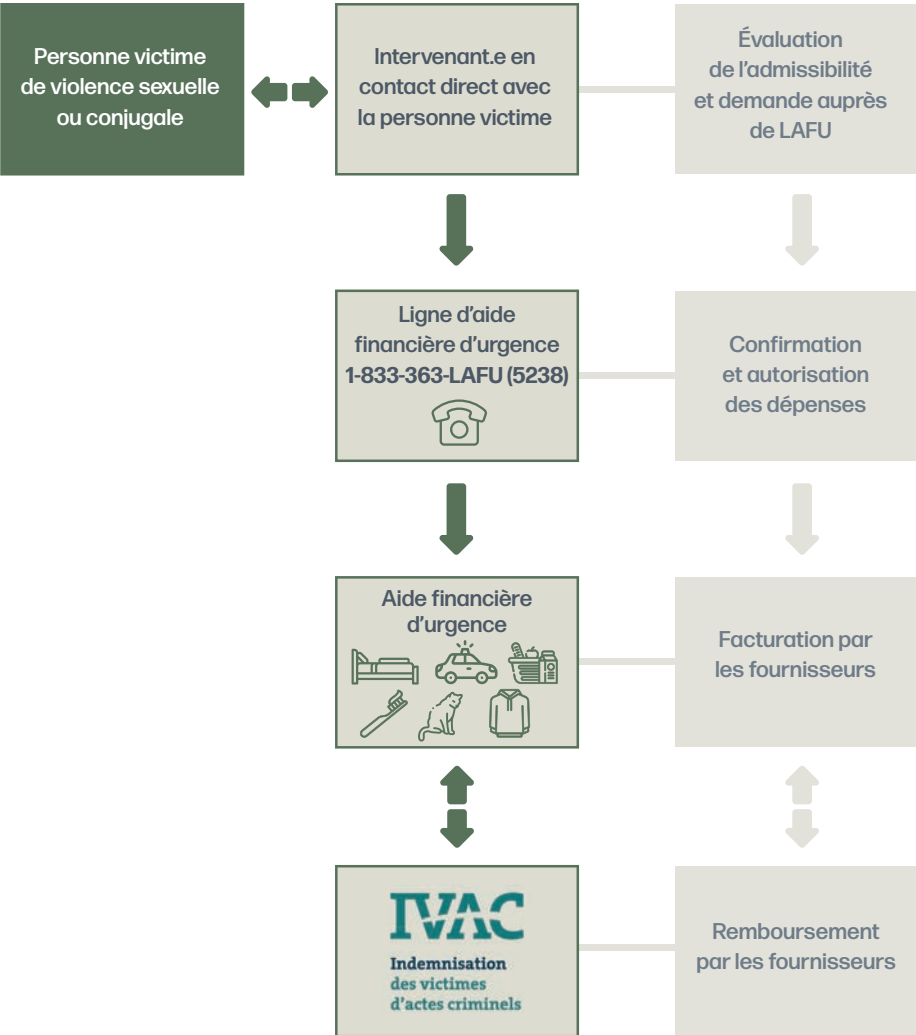 Personne victime
de violence sexuelle
ou conjugale
Intervenant.e en
contact direct avec
la personne victime
Évaluation
de l'admissibilité
et demande auprès
de LAFU
Ligne d'aide
financière d'urgence
1-833-363-LAFU (5238)
Confirmation
et autorisation
des dépenses
Aide financière
d'urgence
Facturation par
les fournisseurs
IVAC
Indemnisation
des victimes
d'actes criminels
Remboursement
par les fournisseurs